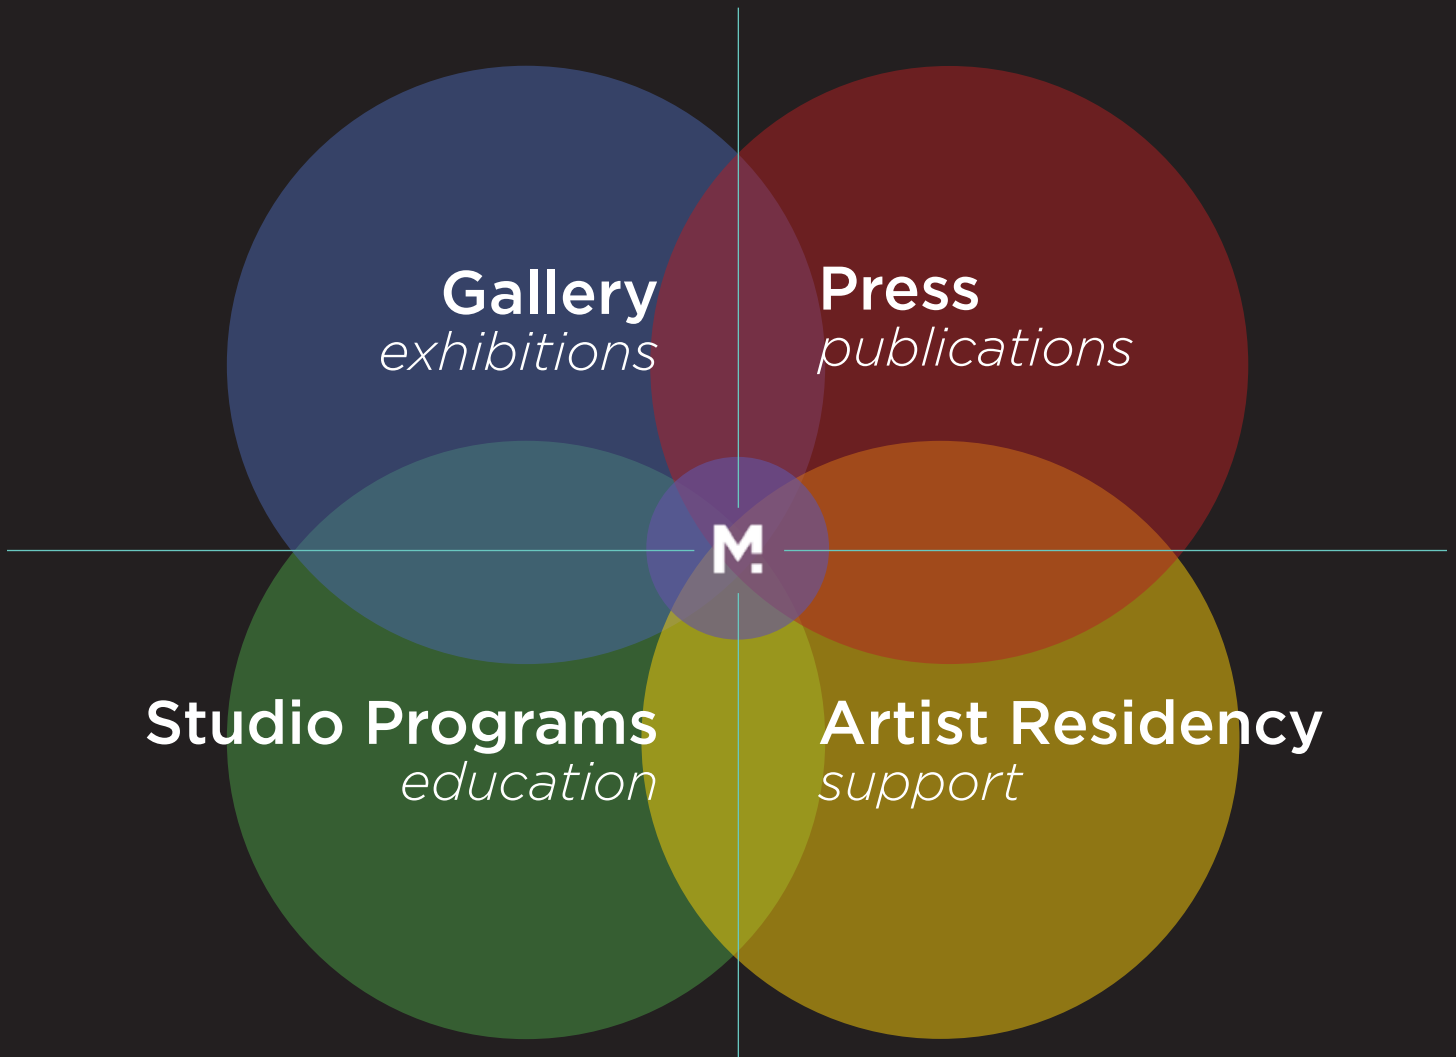 Gallery
exhibitions
Press
publications
M.
Studio Programs
education
Artist Residency
support